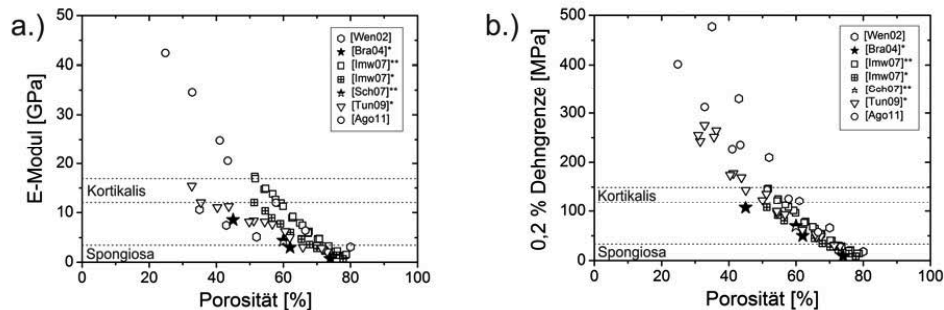 a.)
E-Modul [GPa]
50
40
30
20
10
0
Kortikalis
Spongiosa
[Wen02]
[Bra04]*
[Imw07]**
[Imw07]*
[Sch07]**
[Tun09]*
[Ago11]
0 20 40 60 80 100
Porosität [%]
b.)
0,2 % Dehngrenze [MPa]
500
400
300
200
100
0
Kortikalis
Spongiosa
[Wen02]
[Bra04]*
[Imw07]**
[Imw07]*
[Sch07]**
[Tun09]*
[Ago11]
0 20 40 60 80 100
Porosität [%]